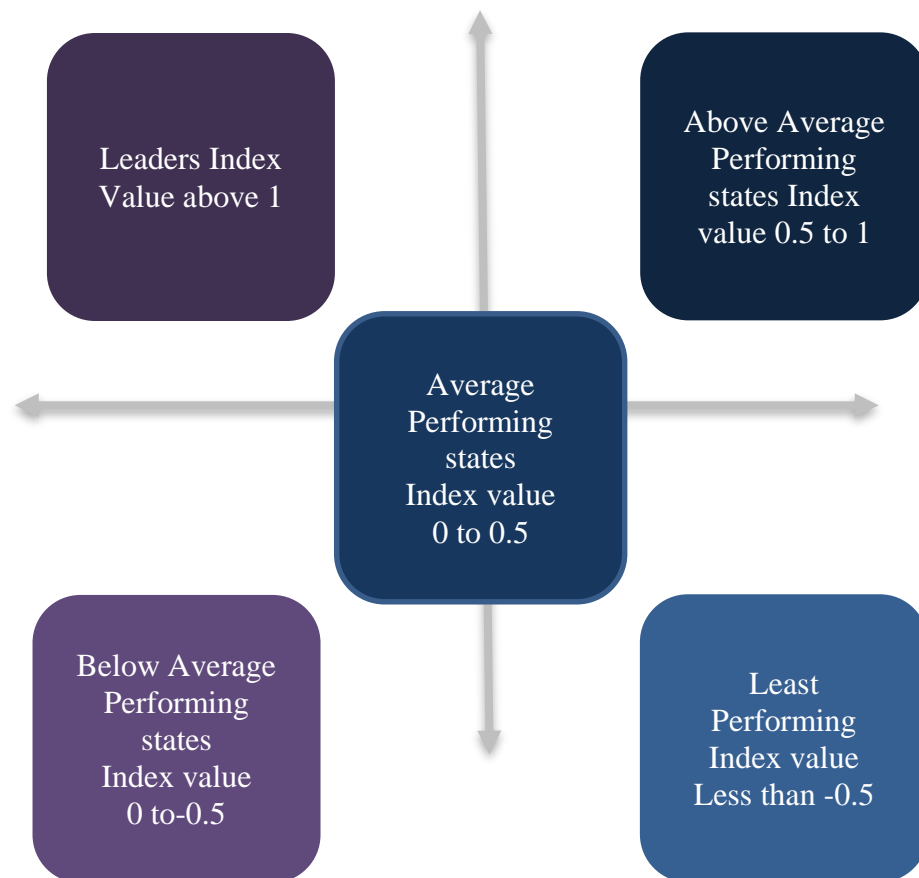 Leaders Index
Value above 1
Above Average
Performing
states Index
value 0.5 to 1
Average
Performing
states
Index value
0 to 0.5
Below Average
Performing
states
Index value
0 to-0.5
Least
Performing
Index value
Less than -0.5